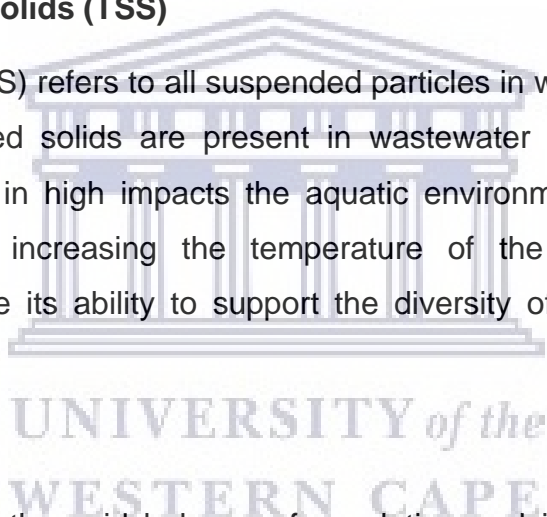 olids (TSS)
S) refers to all suspended particles in w
ed solids are present in wastewater
in high impacts the aquatic environm
increasing the temperature of the
e its ability to support the diversity of
UNIVERSITY of the
WESTERN CAPE